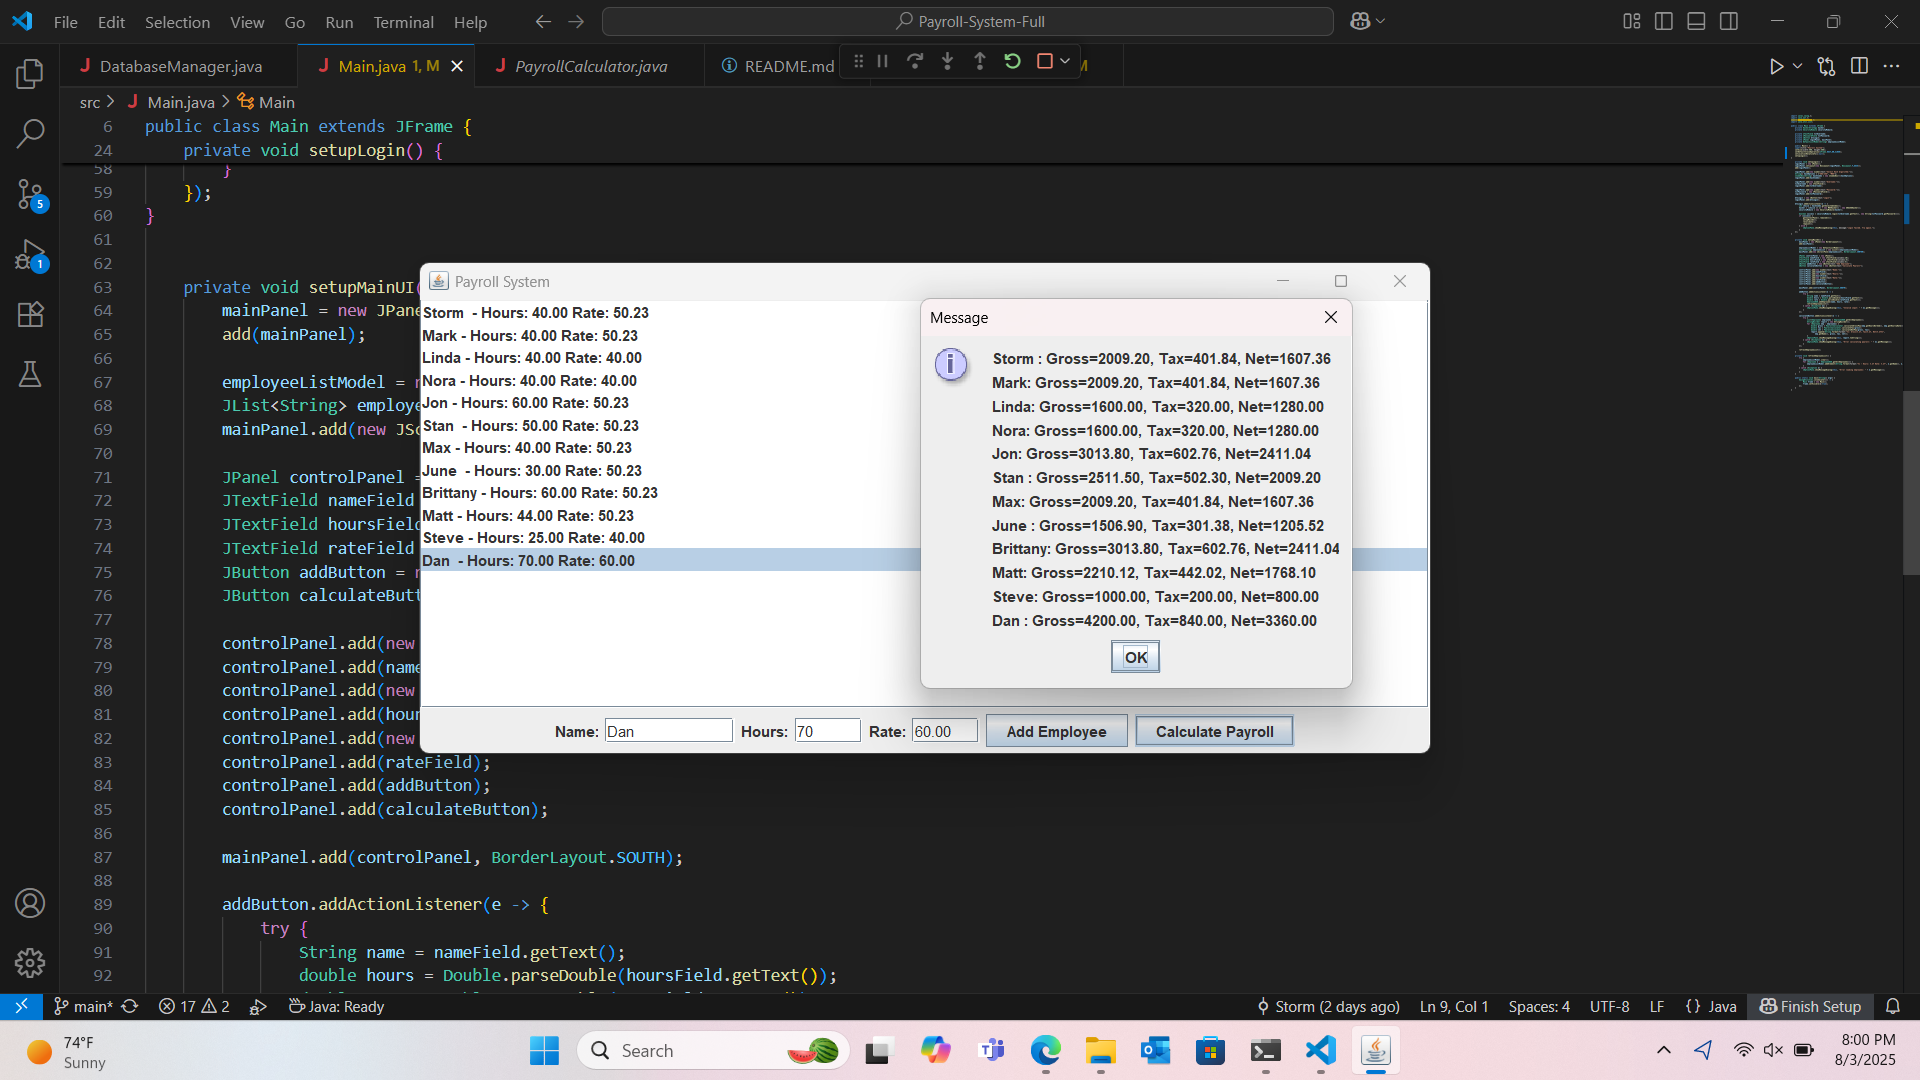 File Edit Selection View Go Run Terminal Help
Payroll-System-Full
DatabaseManager.java
Main.java 1, M
PayrollCalculator.java
README.md
M
src > Main.java > Main
6 public class Main extends JFrame {
24 private void setupLogin() {
58 }
59 });
60 }
61
62
63 private void setupMainUI(
64 mainPanel = new JPane
65 add(mainPanel);
66
67 employeeListModel = n
68 JList<String> employe
69 mainPanel.add(new JSc
70
71 JPanel controlPanel =
72 JTextField nameField
73 JTextField hoursField
74 JTextField rateField
75 JButton addButton = n
76 JButton calculateButt
77
78 controlPanel.add(new
79 controlPanel.add(name
80 controlPanel.add(new
81 controlPanel.add(hour
82 controlPanel.add(new
83 controlPanel.add(rateField);
84 controlPanel.add(addButton);
85 controlPanel.add(calculateButton);
86
87 mainPanel.add(controlPanel, BorderLayout.SOUTH);
88
89 addButton.addActionListener(e -> {
90 try {
91 String name = nameField.getText();
92 double hours = Double.parseDouble(hoursField.getText());
5
1
Payroll System
Storm  - Hours: 40.00 Rate: 50.23
Mark - Hours: 40.00 Rate: 50.23
Linda - Hours: 40.00 Rate: 40.00
Nora - Hours: 40.00 Rate: 40.00
Jon - Hours: 60.00 Rate: 50.23
Stan  - Hours: 50.00 Rate: 50.23
Max - Hours: 40.00 Rate: 50.23
June  - Hours: 30.00 Rate: 50.23
Brittany - Hours: 60.00 Rate: 50.23
Matt - Hours: 44.00 Rate: 50.23
Steve - Hours: 25.00 Rate: 40.00
Dan  - Hours: 70.00 Rate: 60.00
Message
Storm : Gross=2009.20, Tax=401.84, Net=1607.36
Mark: Gross=2009.20, Tax=401.84, Net=1607.36
Linda: Gross=1600.00, Tax=320.00, Net=1280.00
Nora: Gross=1600.00, Tax=320.00, Net=1280.00
Jon: Gross=3013.80, Tax=602.76, Net=2411.04
Stan : Gross=2511.50, Tax=502.30, Net=2009.20
Max: Gross=2009.20, Tax=401.84, Net=1607.36
June : Gross=1506.90, Tax=301.38, Net=1205.52
Brittany: Gross=3013.80, Tax=602.76, Net=2411.04
Matt: Gross=2210.12, Tax=442.02, Net=1768.10
Steve: Gross=1000.00, Tax=200.00, Net=800.00
Dan : Gross=4200.00, Tax=840.00, Net=3360.00
OK
Name: Dan Hours: 70 Rate: 60.00 Add Employee Calculate Payroll
main* 17 2 Java: Ready Storm (2 days ago) Ln 9, Col 1 Spaces: 4 UTF-8 LF {} Java Finish Setup
74°F
Sunny
Search
8:00 PM
8/3/2025